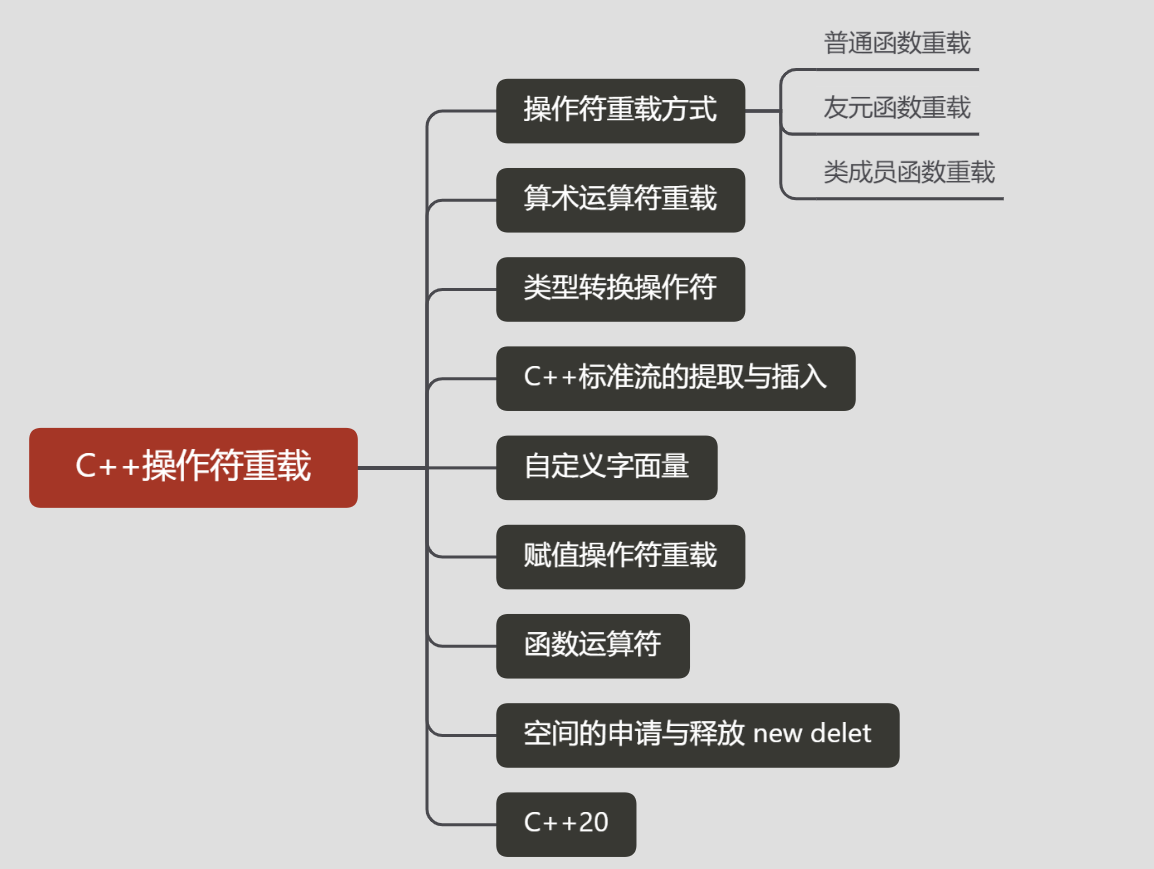 C++操作符重载
操作符重载方式
普通函数重载
友元函数重载
类成员函数重载
算术运算符重载
类型转换操作符
C++标准流的提取与插入
自定义字面量
赋值操作符重载
函数运算符
空间的申请与释放 new delet
C++20